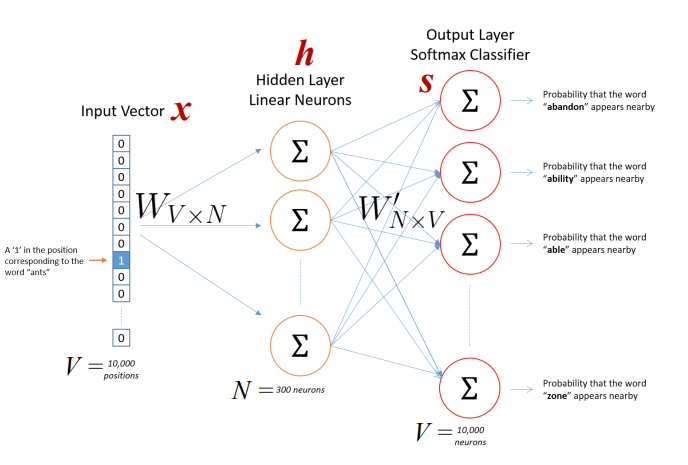 Output Layer
Softmax Classifier
h
s
Hidden Layer
Linear Neurons
Input Vector x
Σ
Probability that the word
“abandon” appears nearby
0
0
0
0
0
0
0
1
0
0
0
Σ
Σ
Probability that the word
“ability” appears nearby
W V×N
W′ N×V
Σ
Σ
Probability that the word
“able” appears nearby
A ‘1’ in the position
corresponding to the
word “ants”
Σ
V = 10,000
positions
N = 300 neurons
Σ
Probability that the word
“zone” appears nearby
V = 10,000
neurons